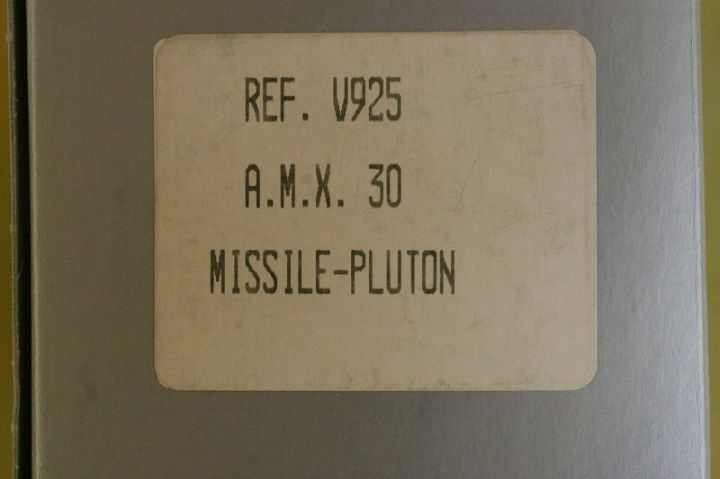 REF. V925
A.M.X. 30
MISSILE-PLUTON